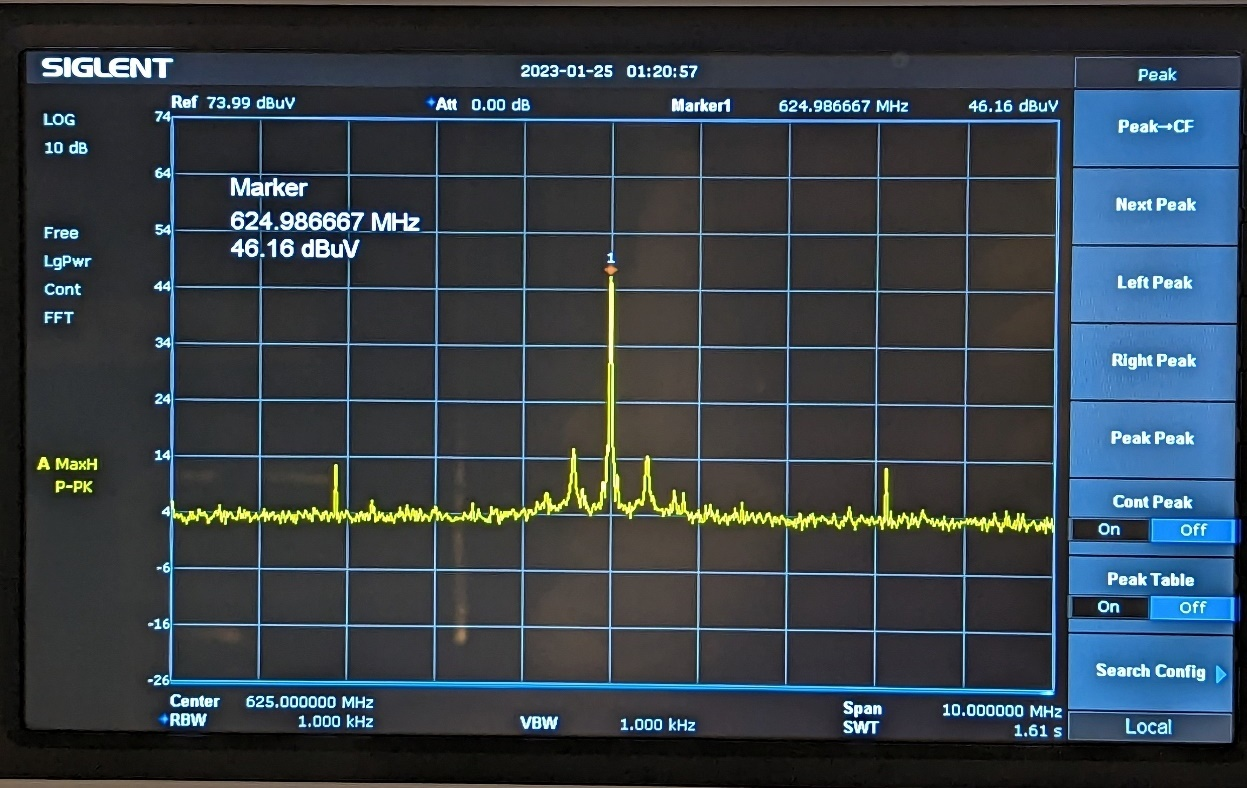 SIGLENT
2023-01-25 01:20:57
Peak
Ref 73.99 dBuV
Att 0.00 dB
Marker1 624.986667 MHz 46.16 dBuV
LOG
10 dB
Free
LgPwr
Cont
FFT
A MaxH
P-PK
74
64
54
44
34
24
14
4
-6
-16
-26
Marker
624.986667 MHz
46.16 dBuV
1
Center 625.000000 MHz
RBW 1.000 kHz
VBW 1.000 kHz
Span 10.000000 MHz
SWT 1.61 s
Peak→CF
Next Peak
Left Peak
Right Peak
Peak Peak
Cont Peak
On Off
Peak Table
On Off
Search Config
Local